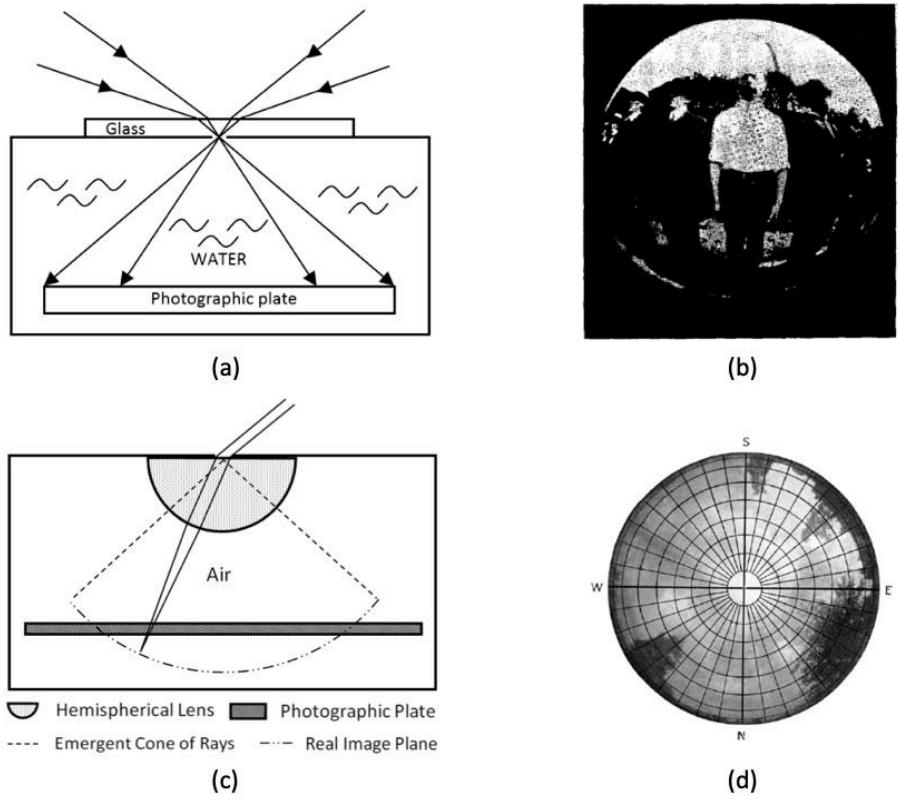 Glass
WATER
Photographic plate
(a)
(b)
Air
Hemispherical Lens
Photographic Plate
Emergent Cone of Rays
Real Image Plane
(c)
S
W
E
N
(d)